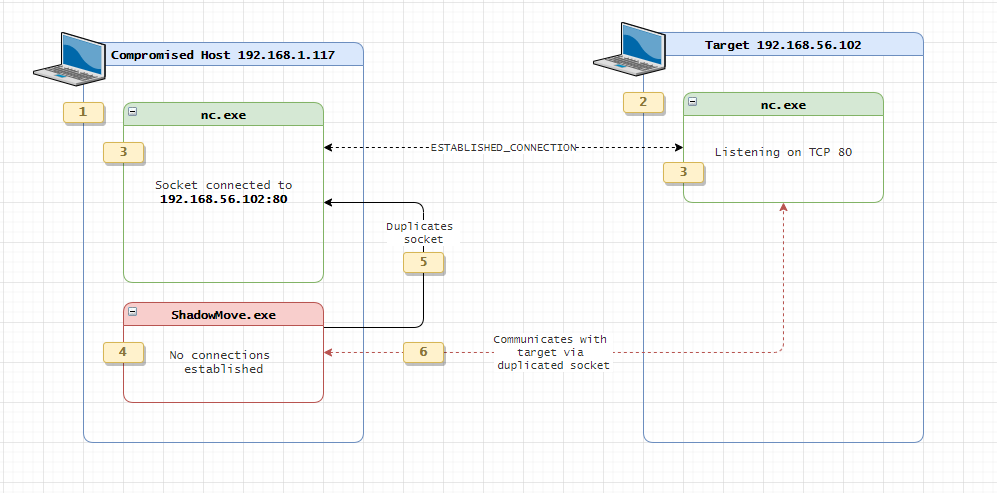 Compromised Host 192.168.1.117
Target 192.168.56.102
1
2
nc.exe
nc.exe
3
ESTABLISHED_CONNECTION
Listening on TCP 80
3
Socket connected to
192.168.56.102:80
Duplicates
socket
5
ShadowMove.exe
4
No connections
established
6
Communicates with
target via
duplicated socket